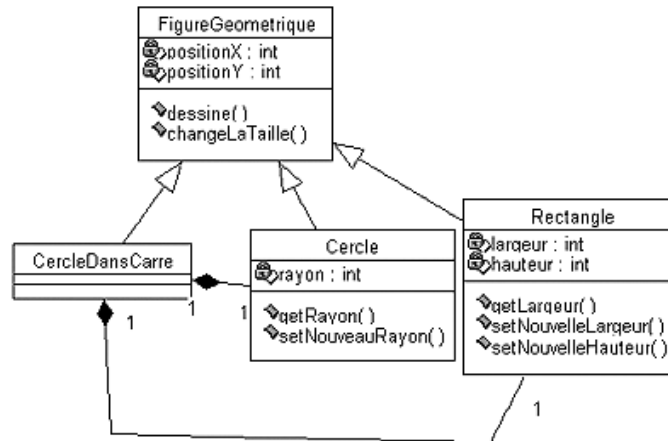 FigureGeometrique
positionX : int
positionY : int
dessine()
changeLaTaille()
CercleDansCarre
Cercle
rayon : int
getRayon()
setNouveauRayon()
Rectangle
largeur : int
hauteur : int
getLargeur()
setNouvelleLargeur()
setNouvelleHauteur()
1
1
1
1